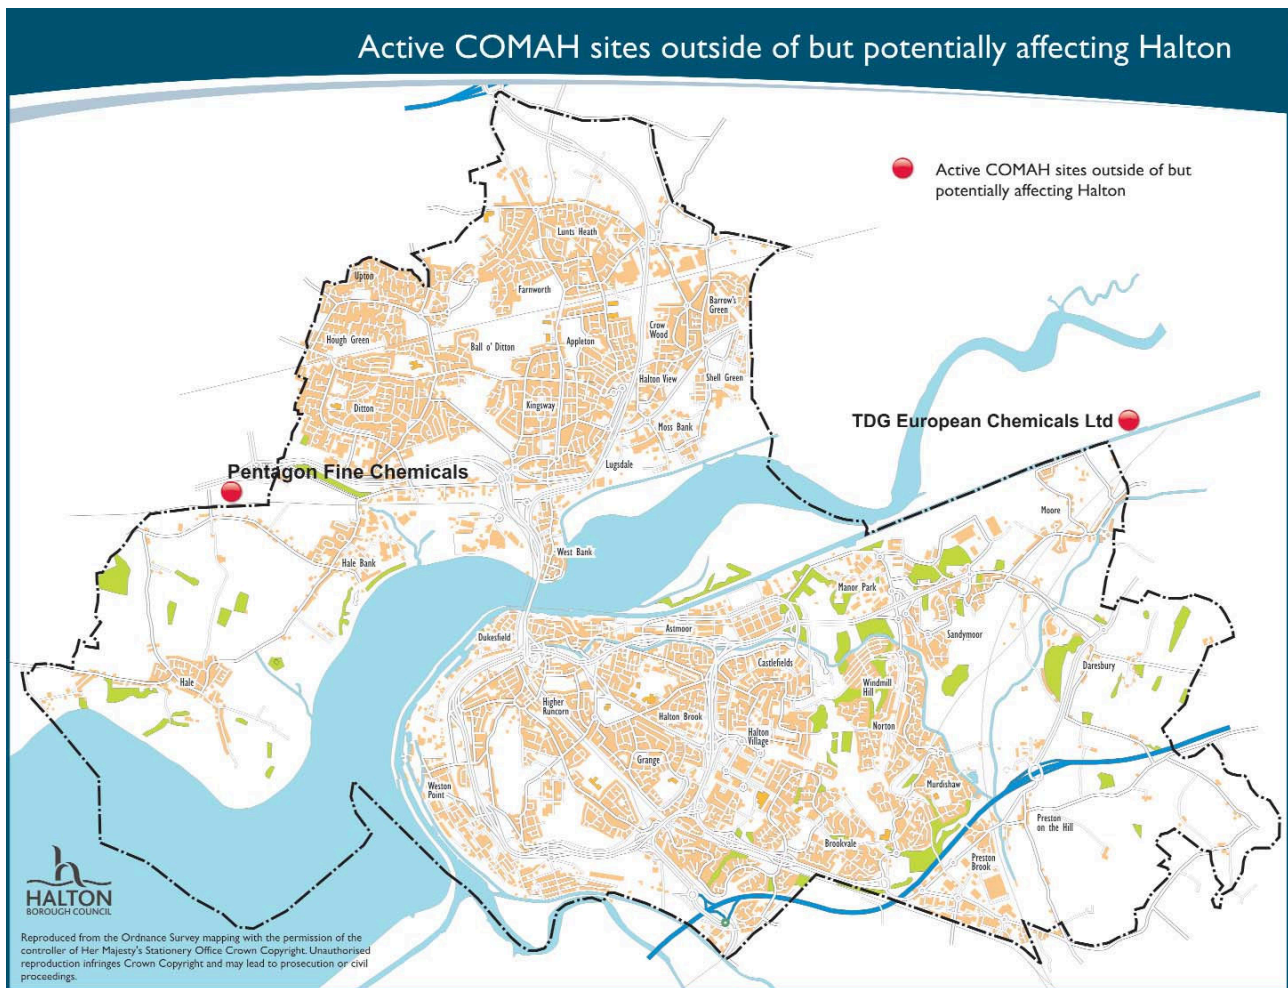 Active COMAH sites outside of but potentially affecting Halton
Active COMAH sites outside of but
potentially affecting Halton
Lunts Heath
Upton
Farnworth
Barrow's
Green
Crow
Wood
Hough Green
Ball o' Ditton
Appleton
Halton View
Shell Green
Ditton
Kingsway
TDG European Chemicals Ltd
Moss Bank
Lugsdale
Pentagon Fine Chemicals
Moore
West Bank
Hale Bank
Manor Park
Astmoor
Dukesfield
Sandymoor
Castlefields
Daresbury
Hale
Windmill
Hill
Higher
Runcorn
Halton Brook
Norton
Halton
Village
Grange
Weston
Point
Murdishaw
Preston
on the Hill
Brookvale
Preston
Brook
HALTON
BOROUGH COUNCIL
Reproduced from the Ordnance Survey mapping with the permission of the
controller of Her Majesty's Stationery Office Crown Copyright. Unauthorised
reproduction infringes Crown Copyright and may lead to prosecution or civil
proceedings.